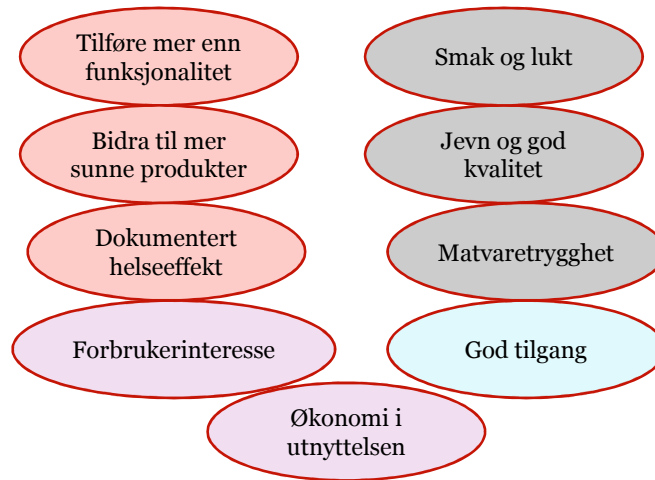 Tilføre mer enn
funksjonalitet
Bidra til mer
sunne produkter
Dokumentert
helseeffekt
Forbrukerinteresse
Smak og lukt
Jevn og god
kvalitet
Matvaretrygghet
God tilgang
Økonomi i
utnyttelsen